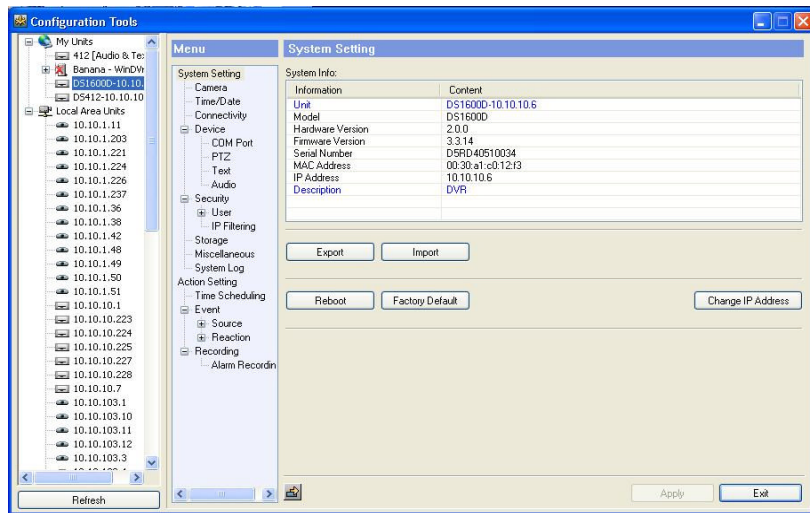 Configuration Tools
My Units
412 [Audio & Te:
Banana - WinDVr
DS1600D-10.10.
DS412-10.10.10
Local Area Units
10.10.1.11
10.10.1.203
10.10.1.221
10.10.1.224
10.10.1.226
10.10.1.237
10.10.1.36
10.10.1.38
10.10.1.42
10.10.1.48
10.10.1.49
10.10.1.50
10.10.1.51
10.10.10.1
10.10.10.223
10.10.10.224
10.10.10.225
10.10.10.227
10.10.10.228
10.10.10.7
10.10.103.1
10.10.103.10
10.10.103.11
10.10.103.12
10.10.103.3
Refresh
Menu
System Setting
Camera
Time/Date
Connectivity
Device
COM Port
PTZ
Text
Audio
Security
User
IP Filtering
Storage
Miscellaneous
System Log
Action Setting
Time Scheduling
Event
Source
Reaction
Recording
Alarm Recordin
System Setting
System Info:
Information Content
Unit DS1600D-10.10.10.6
Model DS1600D
Hardware Version 2.0.0
Firmware Version 3.3.14
Serial Number D5RD40510034
MAC Address 00:30:a1:c0:12:f3
IP Address 10.10.10.6
Description DVR
Export Import
Reboot Factory Default Change IP Address
Apply Exit